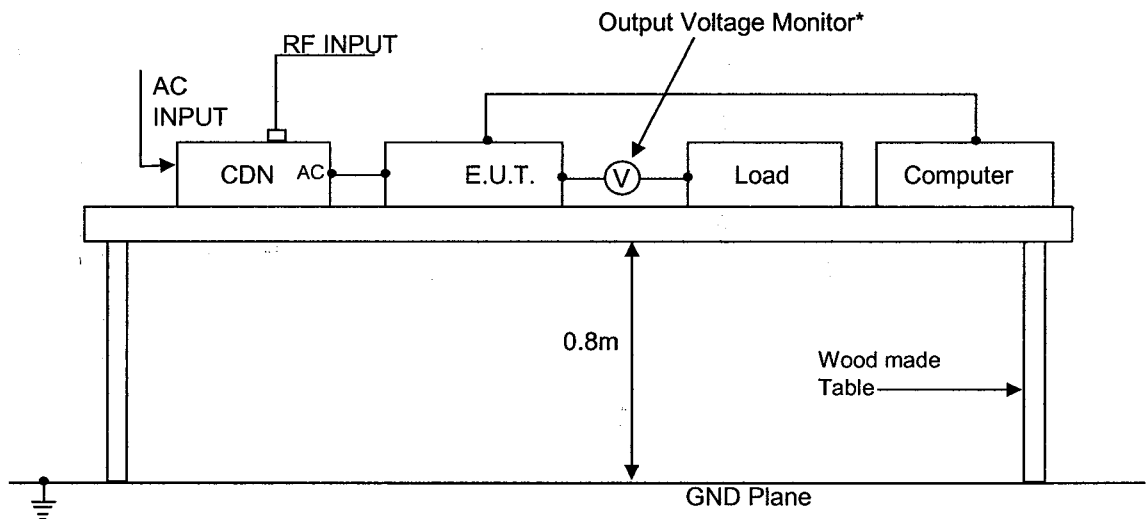 Output Voltage Monitor*
RF INPUT
AC
INPUT
CDN
AC
E.U.T.
V
Load
Computer
0.8m
Wood made
Table
GND Plane